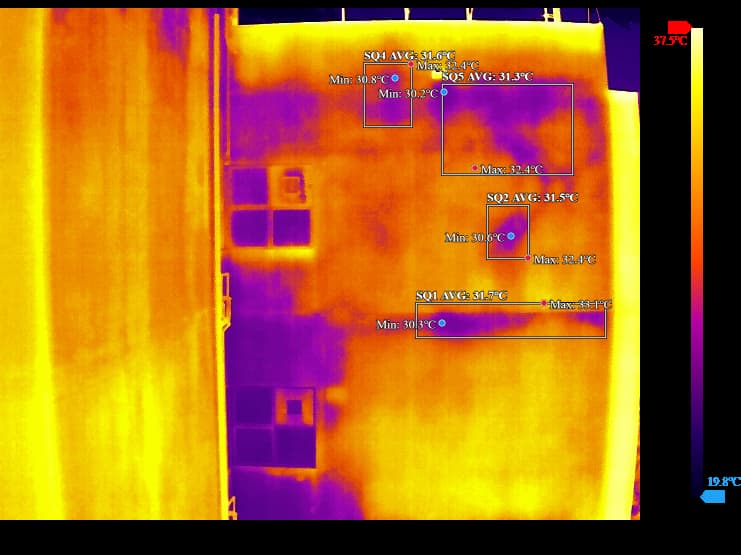 37.5℃
SQ4 AVG: 31.6℃
Max: 32.4℃
Min: 30.8℃
SQ5 AVG: 31.3℃
Min: 30.2℃
Max: 32.4℃
SQ2 AVG: 31.5℃
Min: 30.6℃
Max: 32.4℃
SQ1 AVG: 31.7℃
Max: 33.1℃
Min: 30.3℃
19.8℃